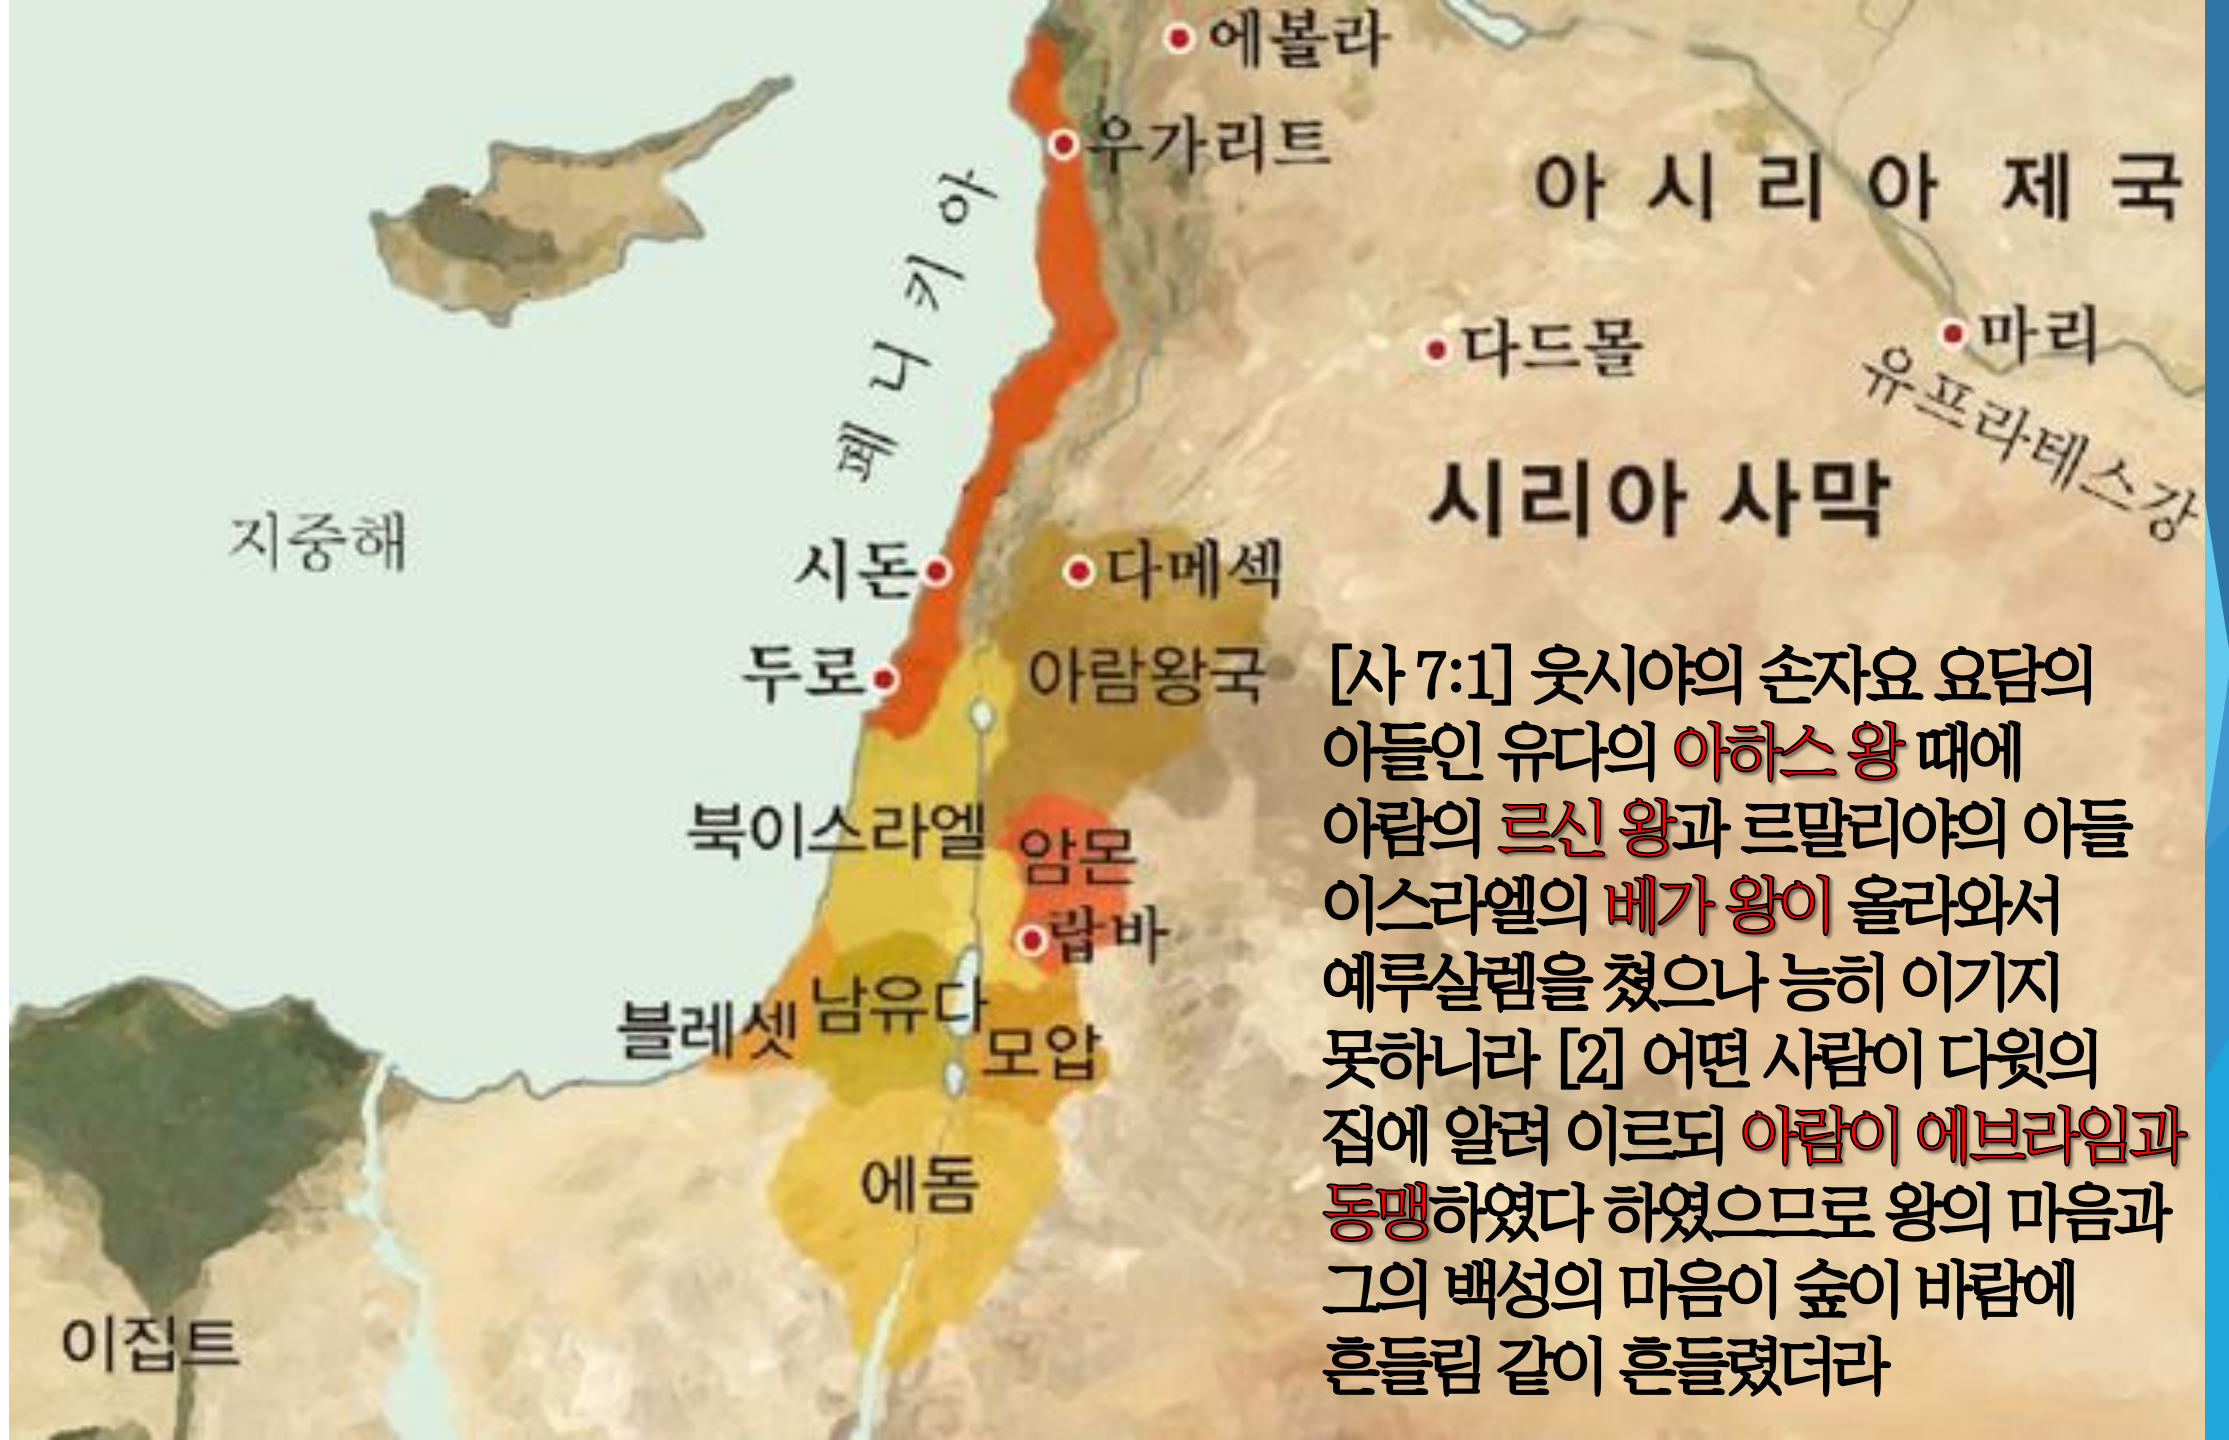 에볼라
우가리트
아시리아 제국
페니키아
다드몰
마리
유프라테스강
시리아 사막
지중해
시돈
다메섹
두로
아람왕국
북이스라엘
암몬
랍바
블레셋
남유다
모압
에돔
이집트
[사 7:1] 웃시야의 손자요 요담의
아들인 유다의 아하스 왕 때에
아람의 르신 왕과 르말리야의 아들
이스라엘의 베가 왕이 올라와서
예루살렘을 쳤으나 능히 이기지
못하니라 [2] 어떤 사람이 다윗의
집에 알려 이르되 아람이 에브라임과
동맹하였다 하였으므로 왕의 마음과
그의 백성의 마음이 숲이 바람에
흔들림 같이 흔들렸더라